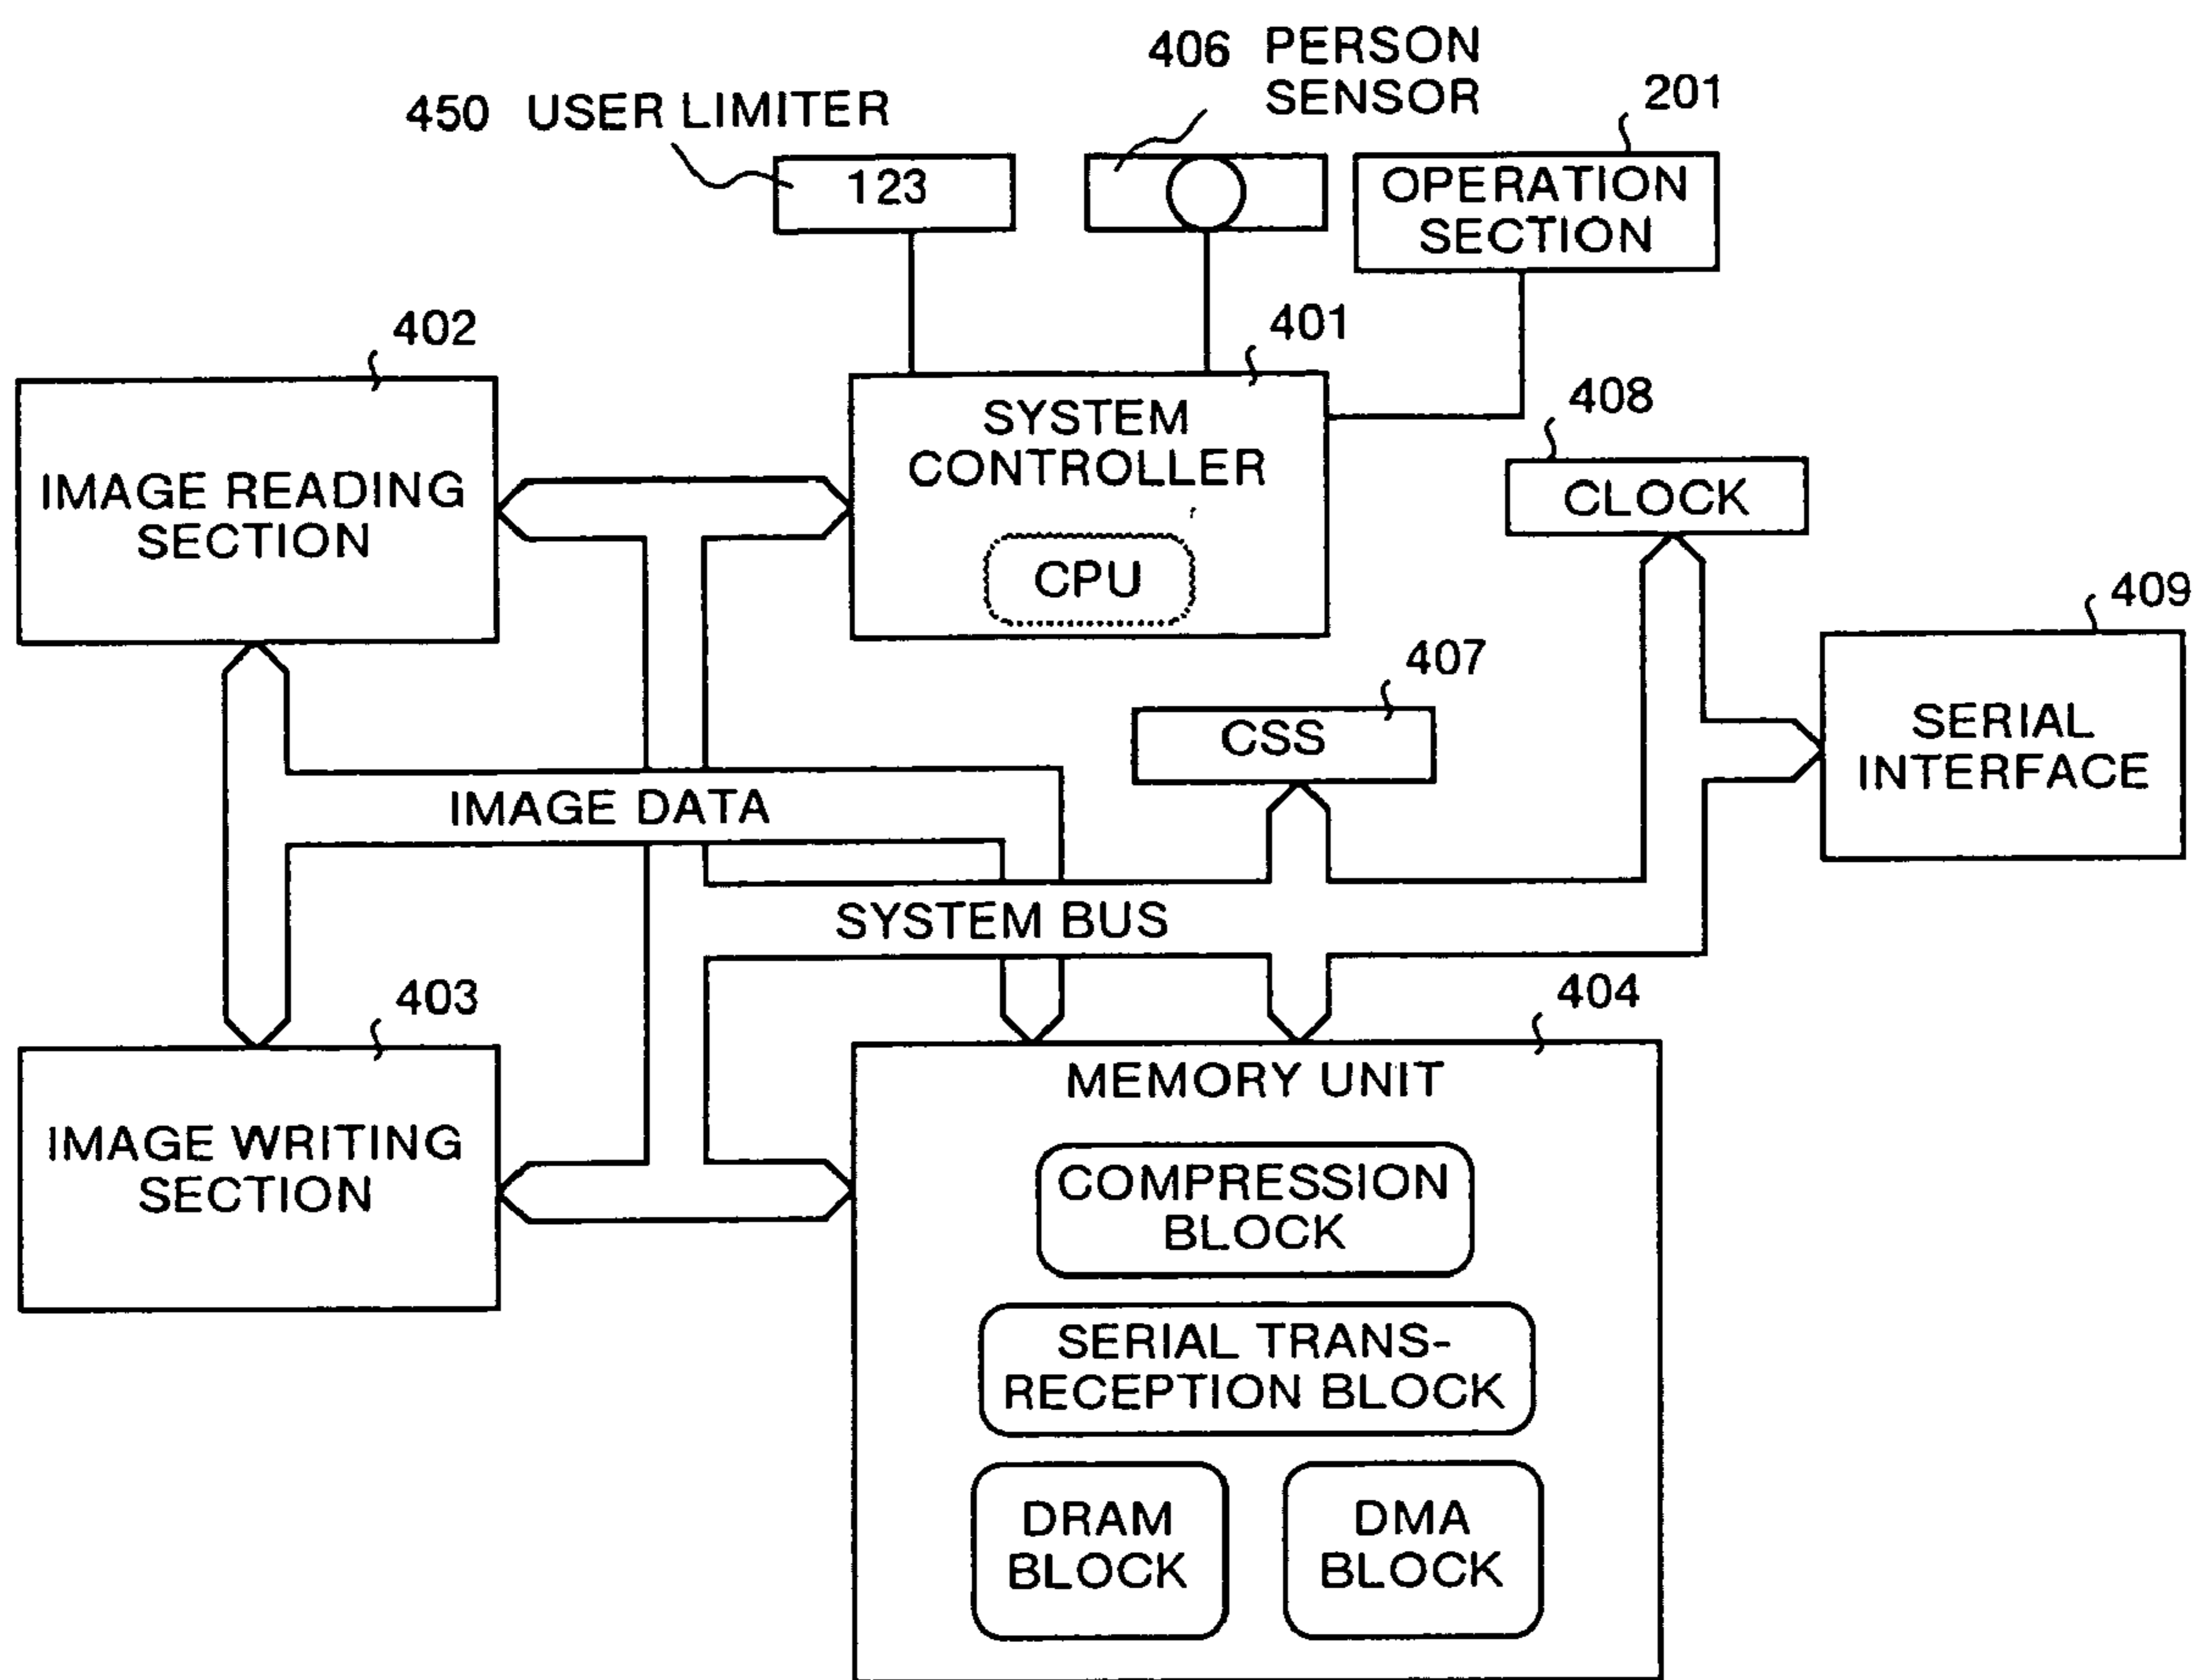 406 PERSON
SENSOR
450 USER LIMITER
201
123
OPERATION
SECTION
402
401
SYSTEM
CONTROLLER
CPU
408
CLOCK
IMAGE READING
SECTION
409
SERIAL
INTERFACE
407
CSS
IMAGE DATA
SYSTEM BUS
403
IMAGE WRITING
SECTION
404
MEMORY UNIT
COMPRESSION
BLOCK
SERIAL TRANS-
RECEPTION BLOCK
DRAM
BLOCK
DMA
BLOCK